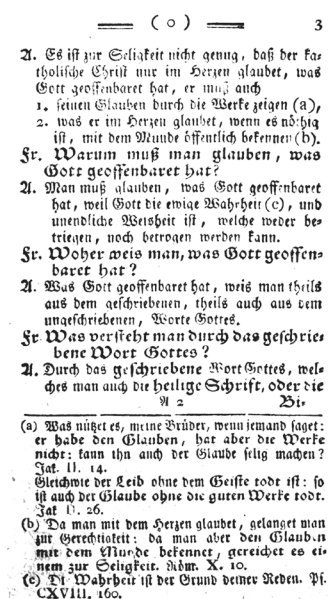 ( o ) 3
A. Es ist zur Seligkeit nicht genug, daß der ka-
tholische Christ nur im Herzen glaubet, was
Gott geoffenbaret hat, er muß auch
1. seinen Glauben durch die Werke zeigen (a),
2. was er im Herzen glaubet, wenn es nöthig
ist, mit dem Munde öffentlich bekennen (b).
Fr. Warum muß man glauben, was
Gott geoffenbaret hat?
A. Man muß glauben, was Gott geoffenbaret
hat, weil Gott die ewige Wahrheit (c), und
unendliche Weisheit ist, welche weder be-
triegen, noch betrogen werden kann.
Fr. Woher weis man, was Gott geoffen-
baret hat?
A. Was Gott geoffenbaret hat, weis man theils
aus dem geschriebenen, theils auch aus dem
ungeschriebenen, Worte Gottes.
Fr. Was versteht man durch das geschrie-
bene Wort Gottes?
A. Durch das geschriebene Wort Gottes, wel-
ches man auch die heilige Schrift, oder die
A 2 Bi-
(a) Was nützet es, meine Brüder, wenn jemand saget:
er habe den Glauben, hat aber die Werke
nicht: kann ihn auch der Glaube selig machen?
Jak. II. 14.
Gleichwie der Leib ohne dem Geiste todt ist: so
ist auch der Glaube ohne die guten Werke todt.
Jak II. 26.
(b) Da man mit dem Herzen glaubet, gelanget man
zur Gerechtigkeit: da man aber den Glauben
mit dem Munde bekennet, gereichet es ei-
nem zur Seligkeit. Röm. X. 10.
(c) Di Wahrheit ist der Grund deiner Reden. Ps.
CXVIII. 160.